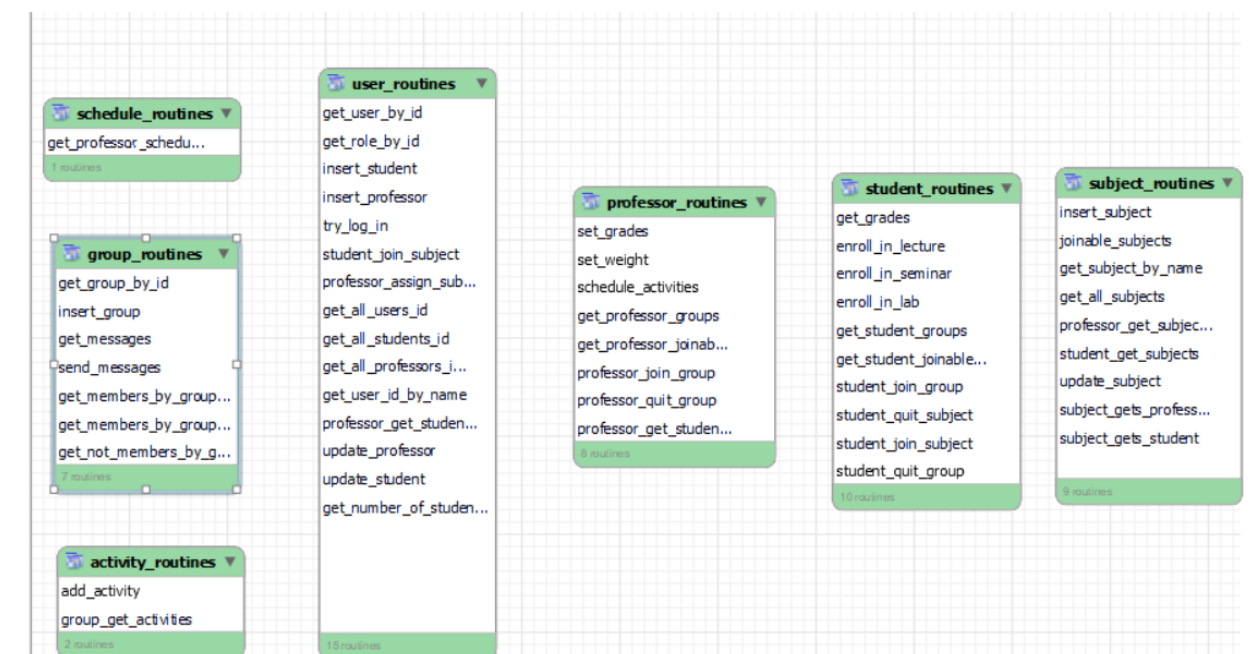 schedule_routines
get_professor_schedu...
1 routines
group_routines
get_group_by_id
insert_group
get_messages
send_messages
get_members_by_group...
get_members_by_group...
get_not_members_by_g...
7 routines
activity_routines
add_activity
group_get_activities
2 routines
user_routines
get_user_by_id
get_role_by_id
insert_student
insert_professor
try_log_in
student_join_subject
professor_assign_sub...
get_all_users_id
get_all_students_id
get_all_professors_i...
get_user_id_by_name
professor_get_studen...
update_professor
update_student
get_number_of_studen...
15 routines
professor_routines
set_grades
set_weight
schedule_activities
get_professor_groups
get_professor_joinab...
professor_join_group
professor_quit_group
professor_get_studen...
8 routines
student_routines
get_grades
enroll_in_lecture
enroll_in_seminar
enroll_in_lab
get_student_groups
get_student_joinable...
student_join_group
student_quit_subject
student_join_subject
student_quit_group
10 routines
subject_routines
insert_subject
joinable_subjects
get_subject_by_name
get_all_subjects
professor_get_subjec...
student_get_subjects
update_subject
subject_gets_profess...
subject_gets_student
9 routines